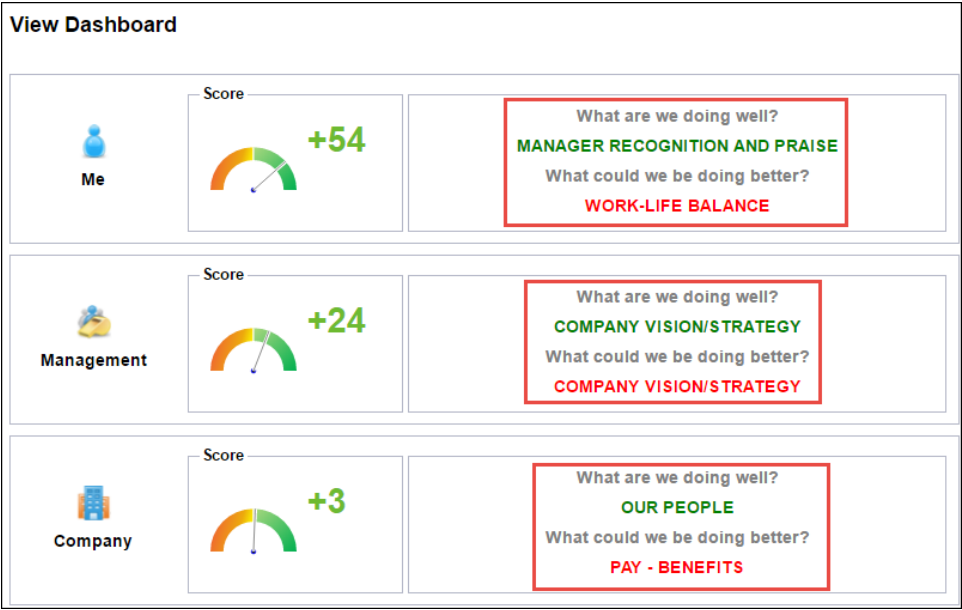 View Dashboard
Me
Score
+54
What are we doing well?
MANAGER RECOGNITION AND PRAISE
What could we be doing better?
WORK-LIFE BALANCE
Management
Score
+24
What are we doing well?
COMPANY VISION/STRATEGY
What could we be doing better?
COMPANY VISION/STRATEGY
Company
Score
+3
What are we doing well?
OUR PEOPLE
What could we be doing better?
PAY - BENEFITS